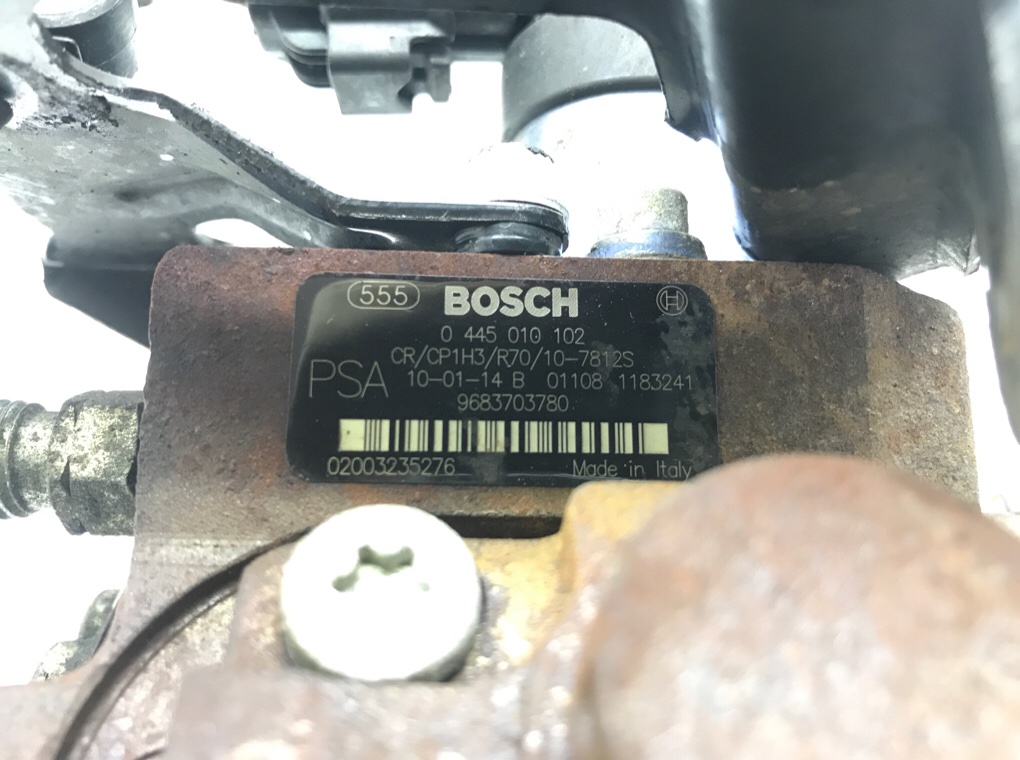 555 BOSCH
0 445 010 102
CR/CP1H3/R70/10-7812S
PSA 10-01-14 B 01108 1183241
9683703780
02003235276 Made in Italy